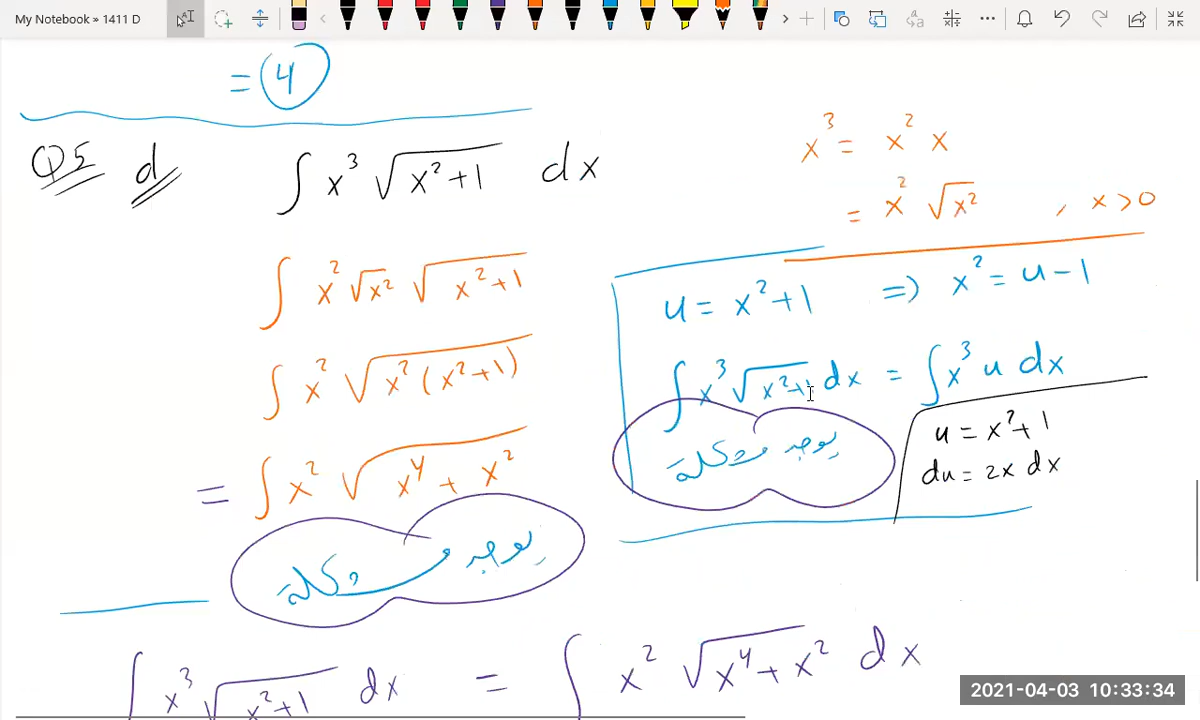 My Notebook » 1411 D
= 4
Q5 d ∫ x³ √(x²+1) dx
x³ = x² x
= x² √x² , x > 0
∫ x² √x² √(x²+1)
∫ x² √(x²(x²+1))
= ∫ x² √(x⁴ + x²)
يوجد مشكلة
u = x²+1 => x² = u-1
∫ x³ √(x²+1) dx = ∫ x³ u dx
يوجد مشكلة
u = x²+1
du = 2x dx
∫ x³ √(x²+1) dx = ∫ x² √(x⁴ + x²) dx
2021-04-03 10:33:34